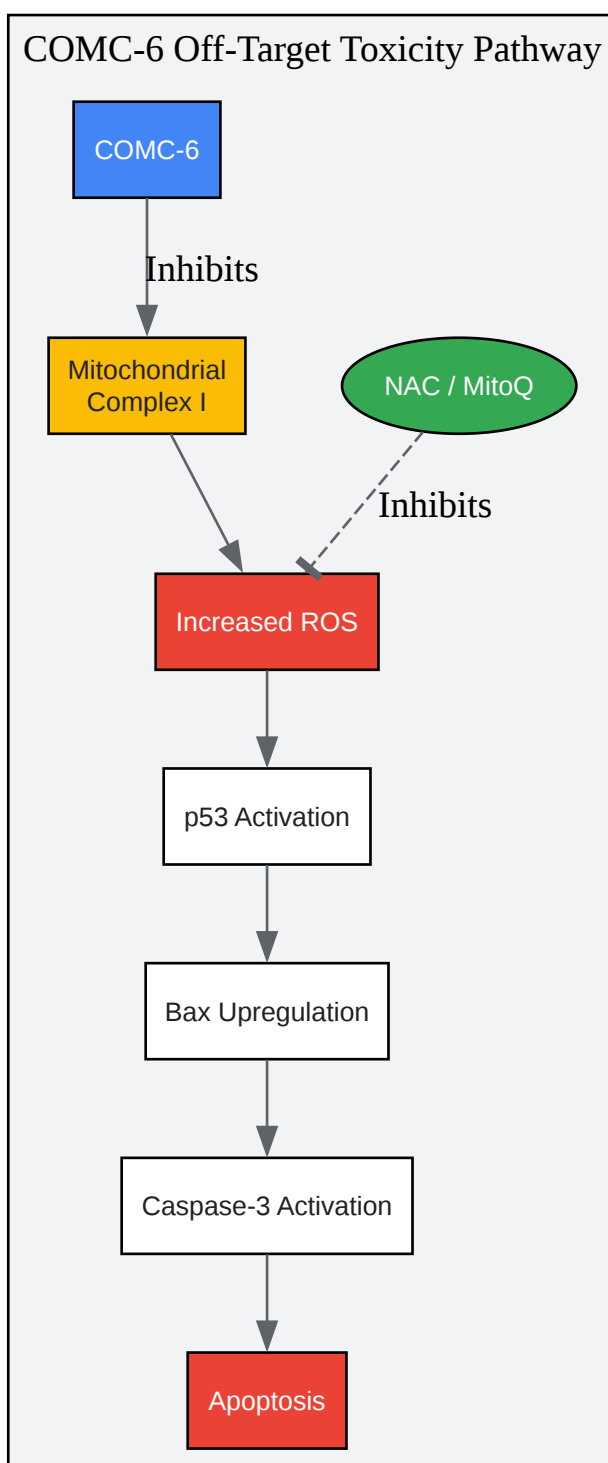 COMC-6 Off-Target Toxicity Pathway
COMC-6
Inhibits
Mitochondrial
Complex I
NAC / MitoQ
Inhibits
Increased ROS
p53 Activation
Bax Upregulation
Caspase-3 Activation
Apoptosis